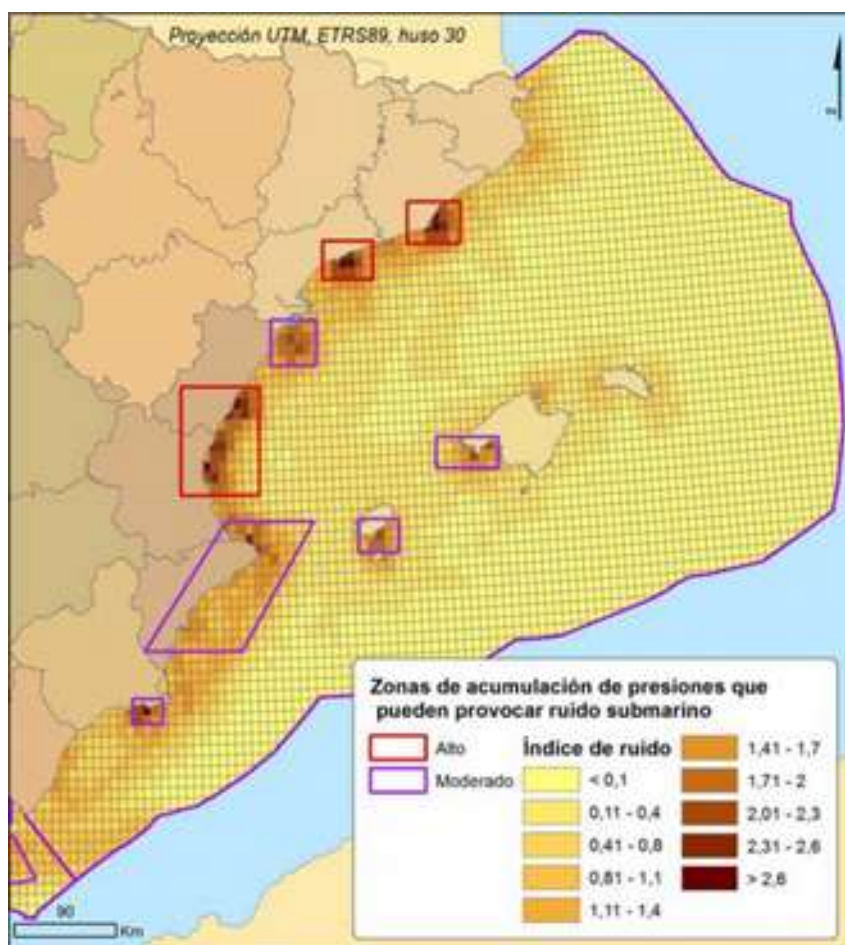 Proyección UTM, ETRS89, huso 30
N
Zonas de acumulación de presiones que
pueden provocar ruido submarino
Alto
Moderado
Índice de ruido
< 0,1
0,11 - 0,4
0,41 - 0,8
0,81 - 1,1
1,11 - 1,4
1,41 - 1,7
1,71 - 2
2,01 - 2,3
2,31 - 2,6
> 2,6
90
Km